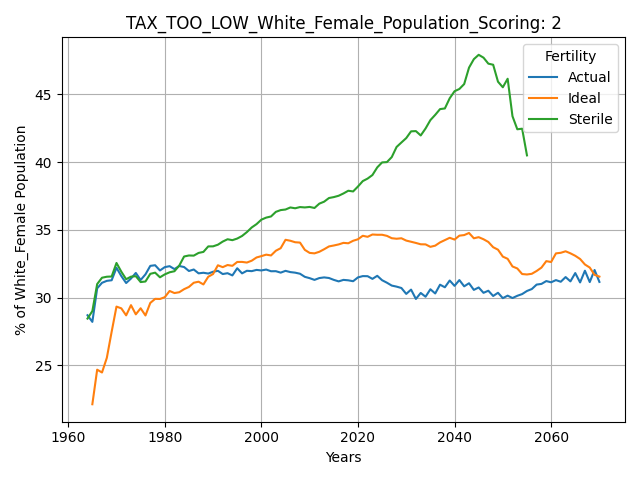 TAX_TOO_LOW_White_Female_Population_Scoring: 2
Fertility
Actual
Ideal
Sterile
% of White_Female Population
45
40
35
30
25
1960
1980
2000
2020
2040
2060
Years